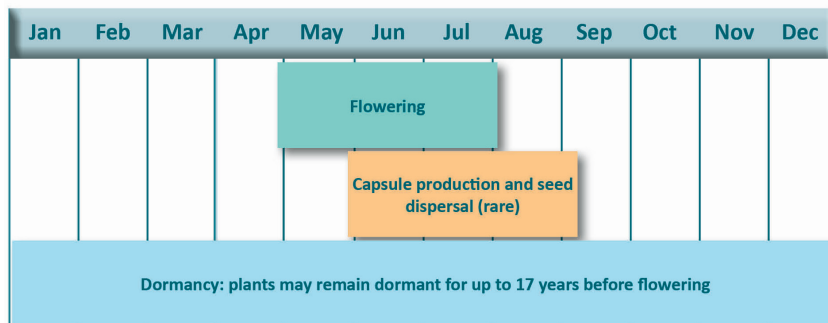 Jan Feb Mar Apr May Jun Jul Aug Sep Oct Nov Dec
Flowering
Capsule production and seed
dispersal (rare)
Dormancy: plants may remain dormant for up to 17 years before flowering